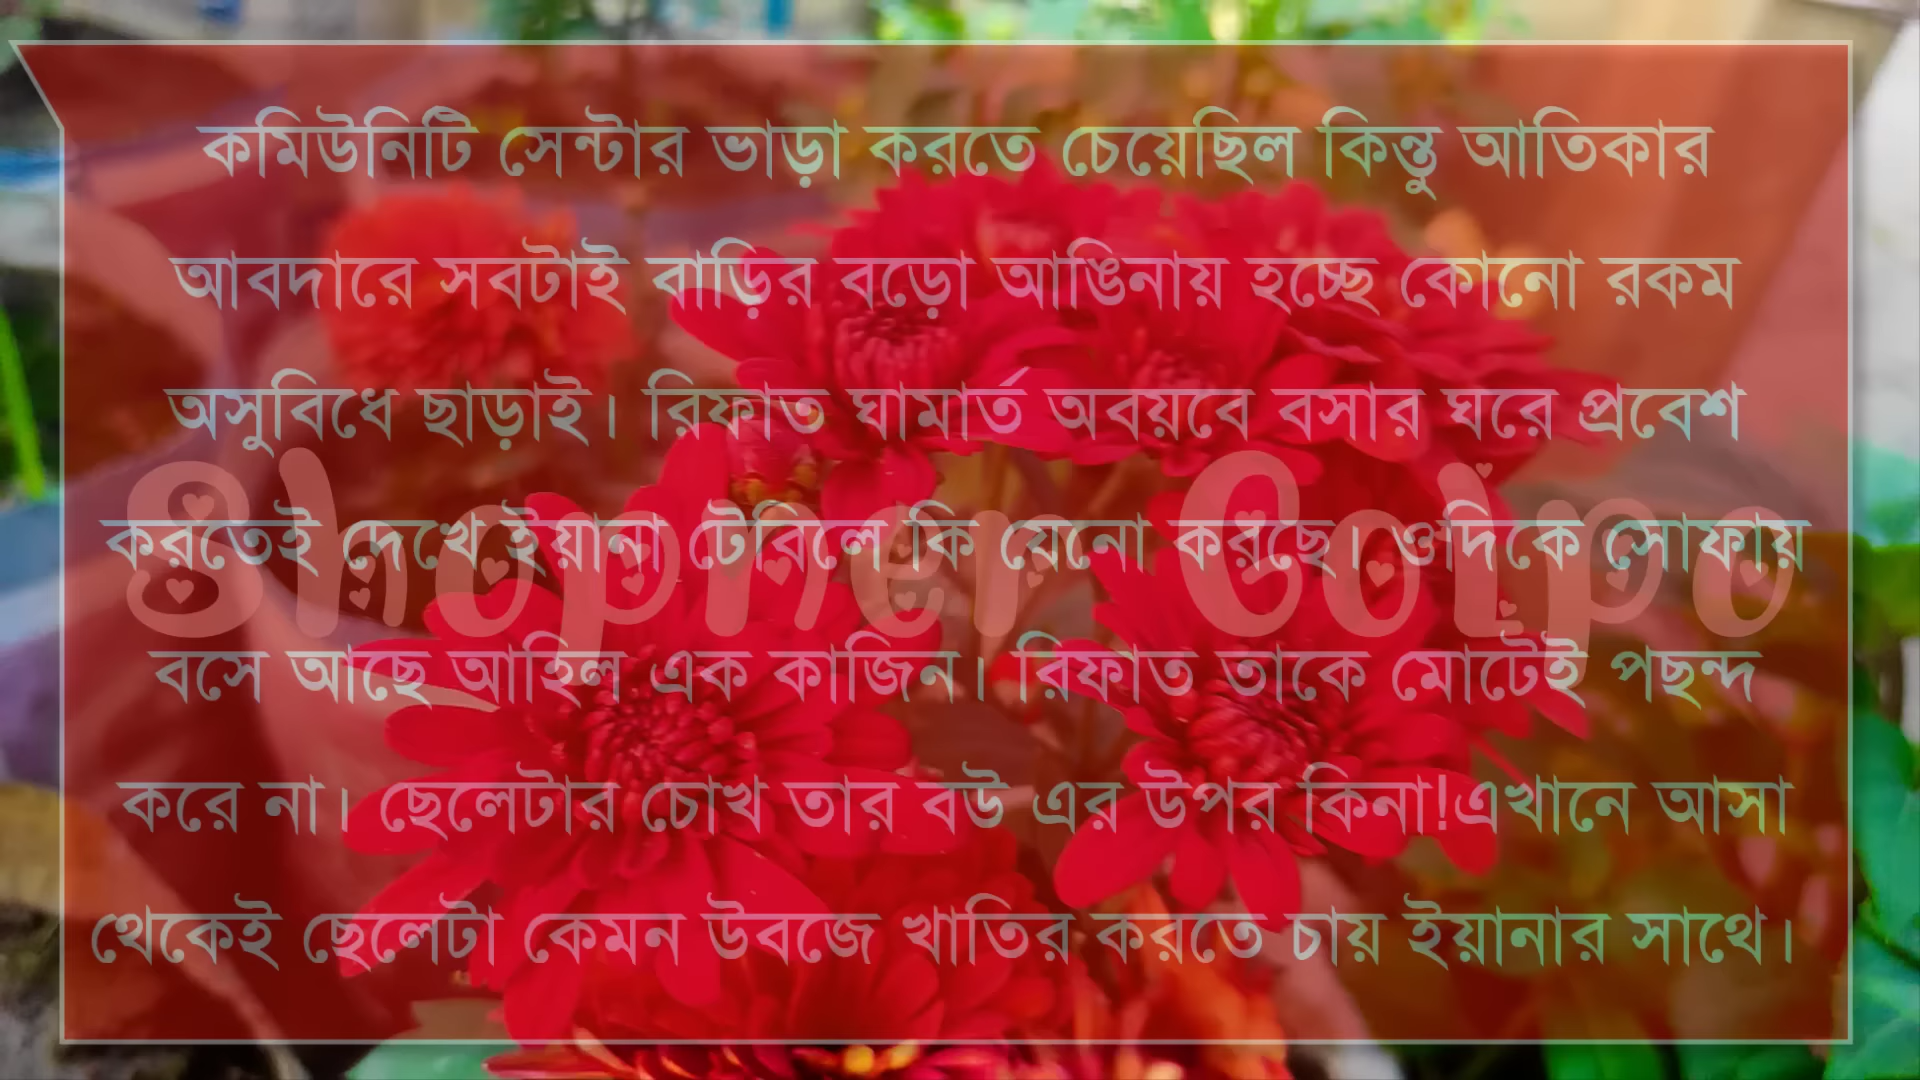 কমিউনিটি সেন্টার ভাড়া করতে চেয়েছিল কিন্তু আতিকার
আবদারে সবটাই বাড়ির বড়ো আঙিনায় হচ্ছে কোনো রকম
অসুবিধে ছাড়াই। রিফাত ঘামার্ত অবয়বে বসার ঘরে প্রবেশ
করতেই দেখে ইয়ানা টেবিলে কি যেনো করছে। ওদিকে সোফায়
Shopner Golpo
বসে আছে আহিল এক কাজিন। রিফাত তাকে মোটেই পছন্দ
করে না। ছেলেটার চোখ তার বউ এর উপর কিনা!এখানে আসা
থেকেই ছেলেটা কেমন উবজে খাতির করতে চায় ইয়ানার সাথে।